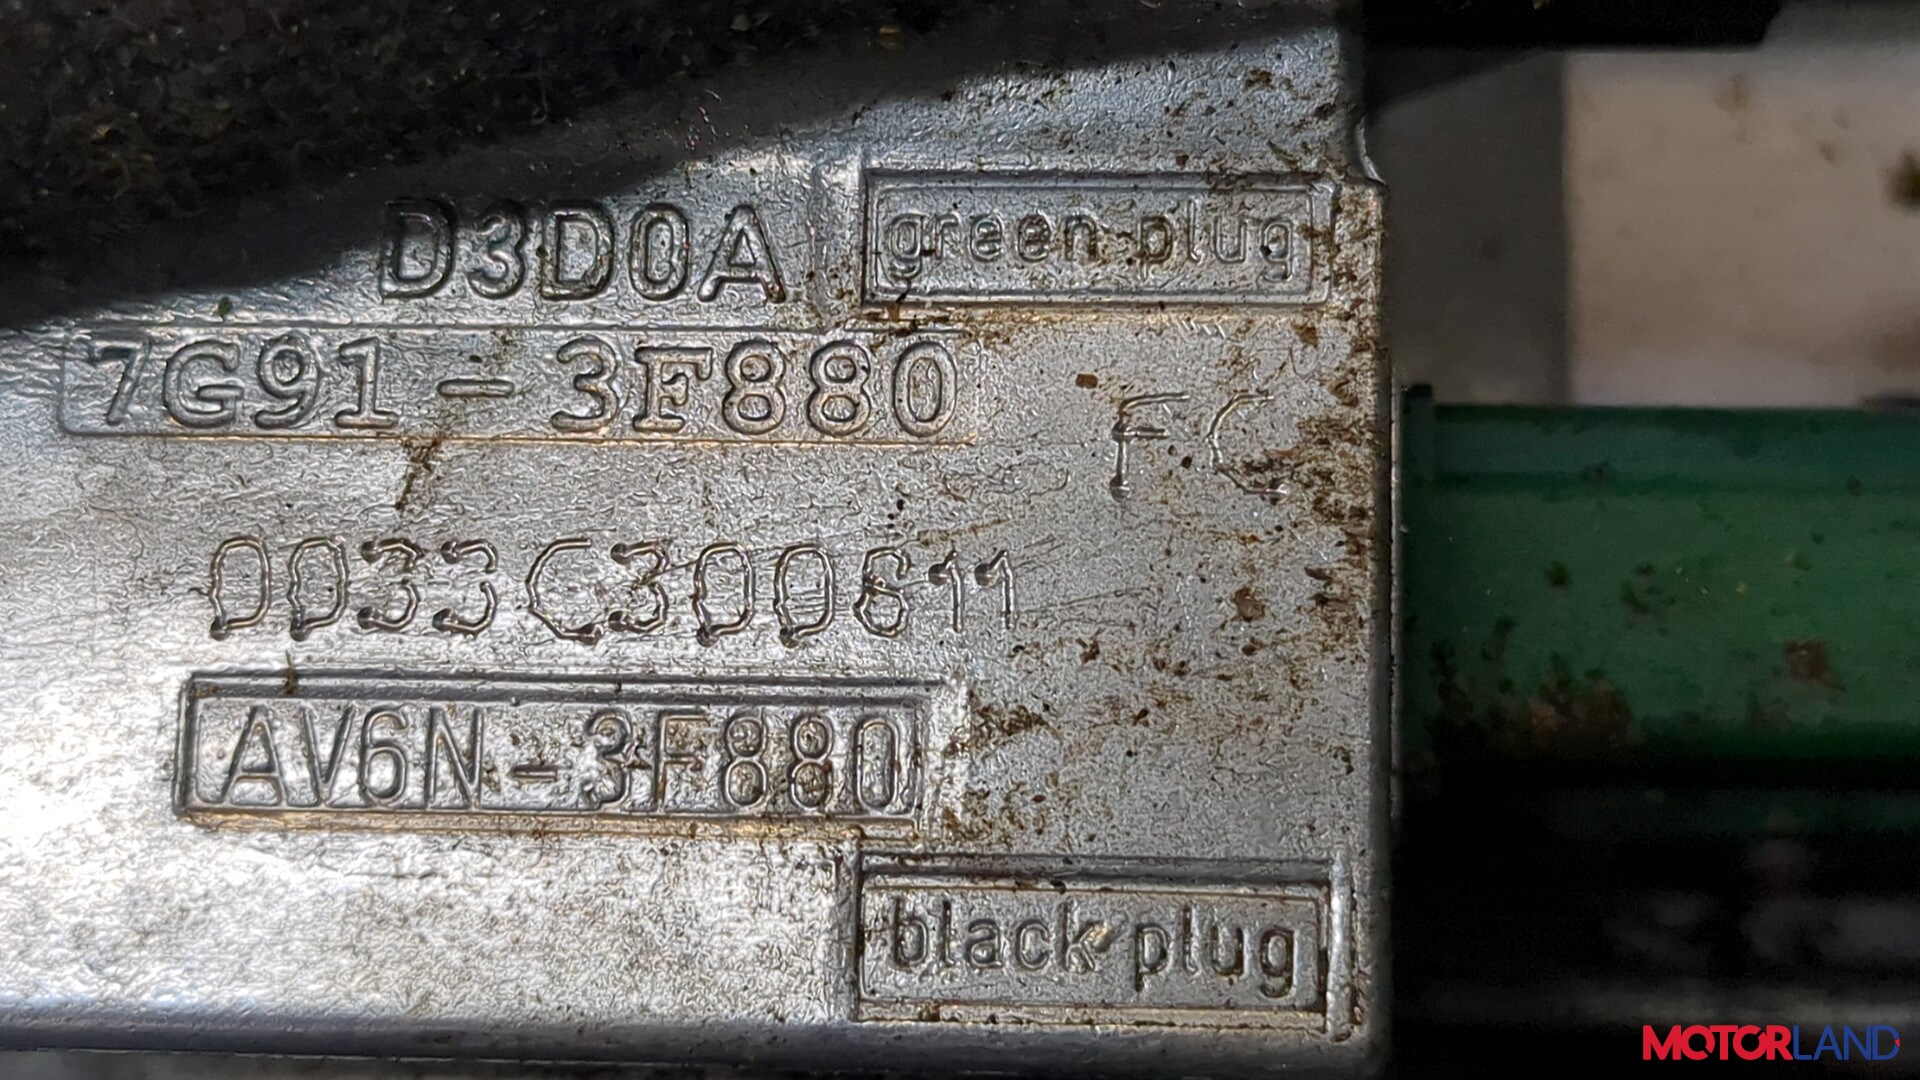 D3D0A green plug
7G91-3F880
FC
0033C300611
AV6N-3F880
black plug
MOTORLAND